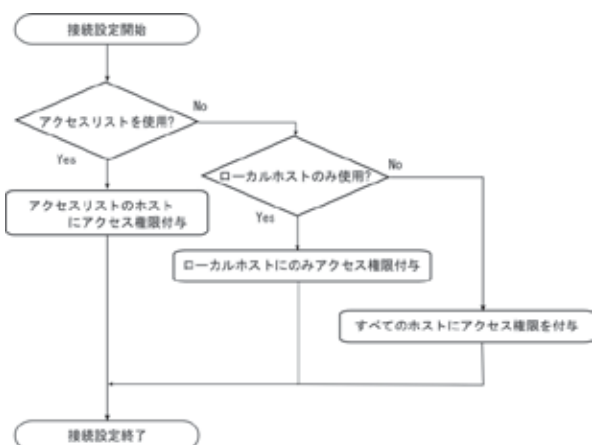 接続設定開始
アクセスリストを使用?
No
Yes
ローカルホストのみ使用?
No
アクセスリストのホスト
にアクセス権限付与
Yes
ローカルホストにのみアクセス権限付与
すべてのホストにアクセス権限を付与
接続設定終了